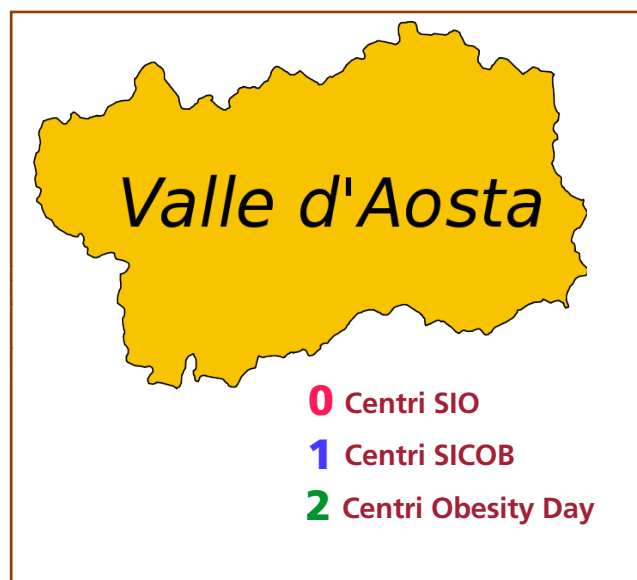 Valle d'Aosta
0 Centri SIO
1 Centri SICOB
2 Centri Obesity Day